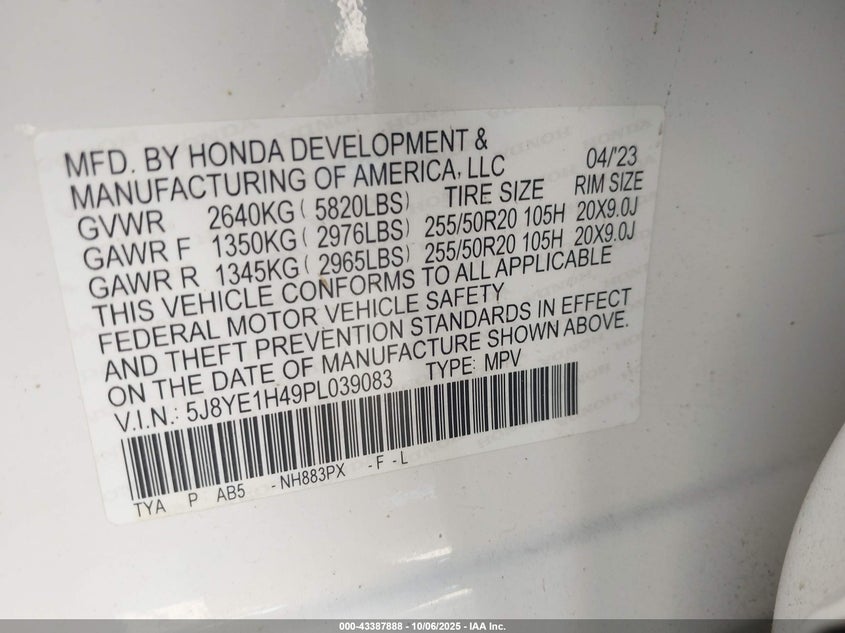 MFD. BY HONDA DEVELOPMENT &
MANUFACTURING OF AMERICA, LLC 04/'23
GVWR 2640KG ( 5820LBS) TIRE SIZE RIM SIZE
GAWR F 1350KG ( 2976LBS) 255/50R20 105H 20X9.0J
GAWR R 1345KG ( 2965LBS) 255/50R20 105H 20X9.0J
THIS VEHICLE CONFORMS TO ALL APPLICABLE
FEDERAL MOTOR VEHICLE SAFETY
AND THEFT PREVENTION STANDARDS IN EFFECT
ON THE DATE OF MANUFACTURE SHOWN ABOVE.
V.I.N.: 5J8YE1H49PL039083 TYPE: MPV
TYA P AB5 -NH883PX -F-L
000-43387888 - 10/06/2025 - IAA Inc.